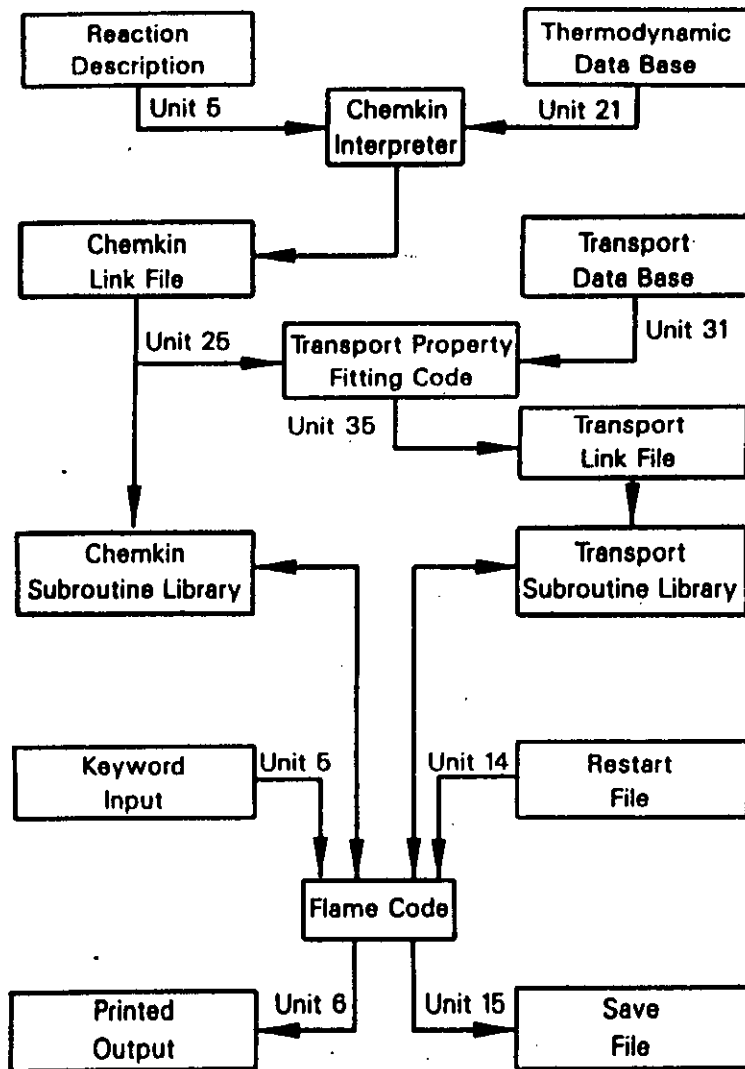 Reaction
Description
Thermodynamic
Data Base
Unit 5
Chemkin
Interpreter
Unit 21
Chemkin
Link File
Transport
Data Base
Unit 25
Transport Property
Fitting Code
Unit 31
Unit 35
Transport
Link File
Chemkin
Subroutine Library
Transport
Subroutine Library
Keyword
Input
Unit 5
Unit 14
Restart
File
Flame Code
Printed
Output
Unit 6
Unit 15
Save
File